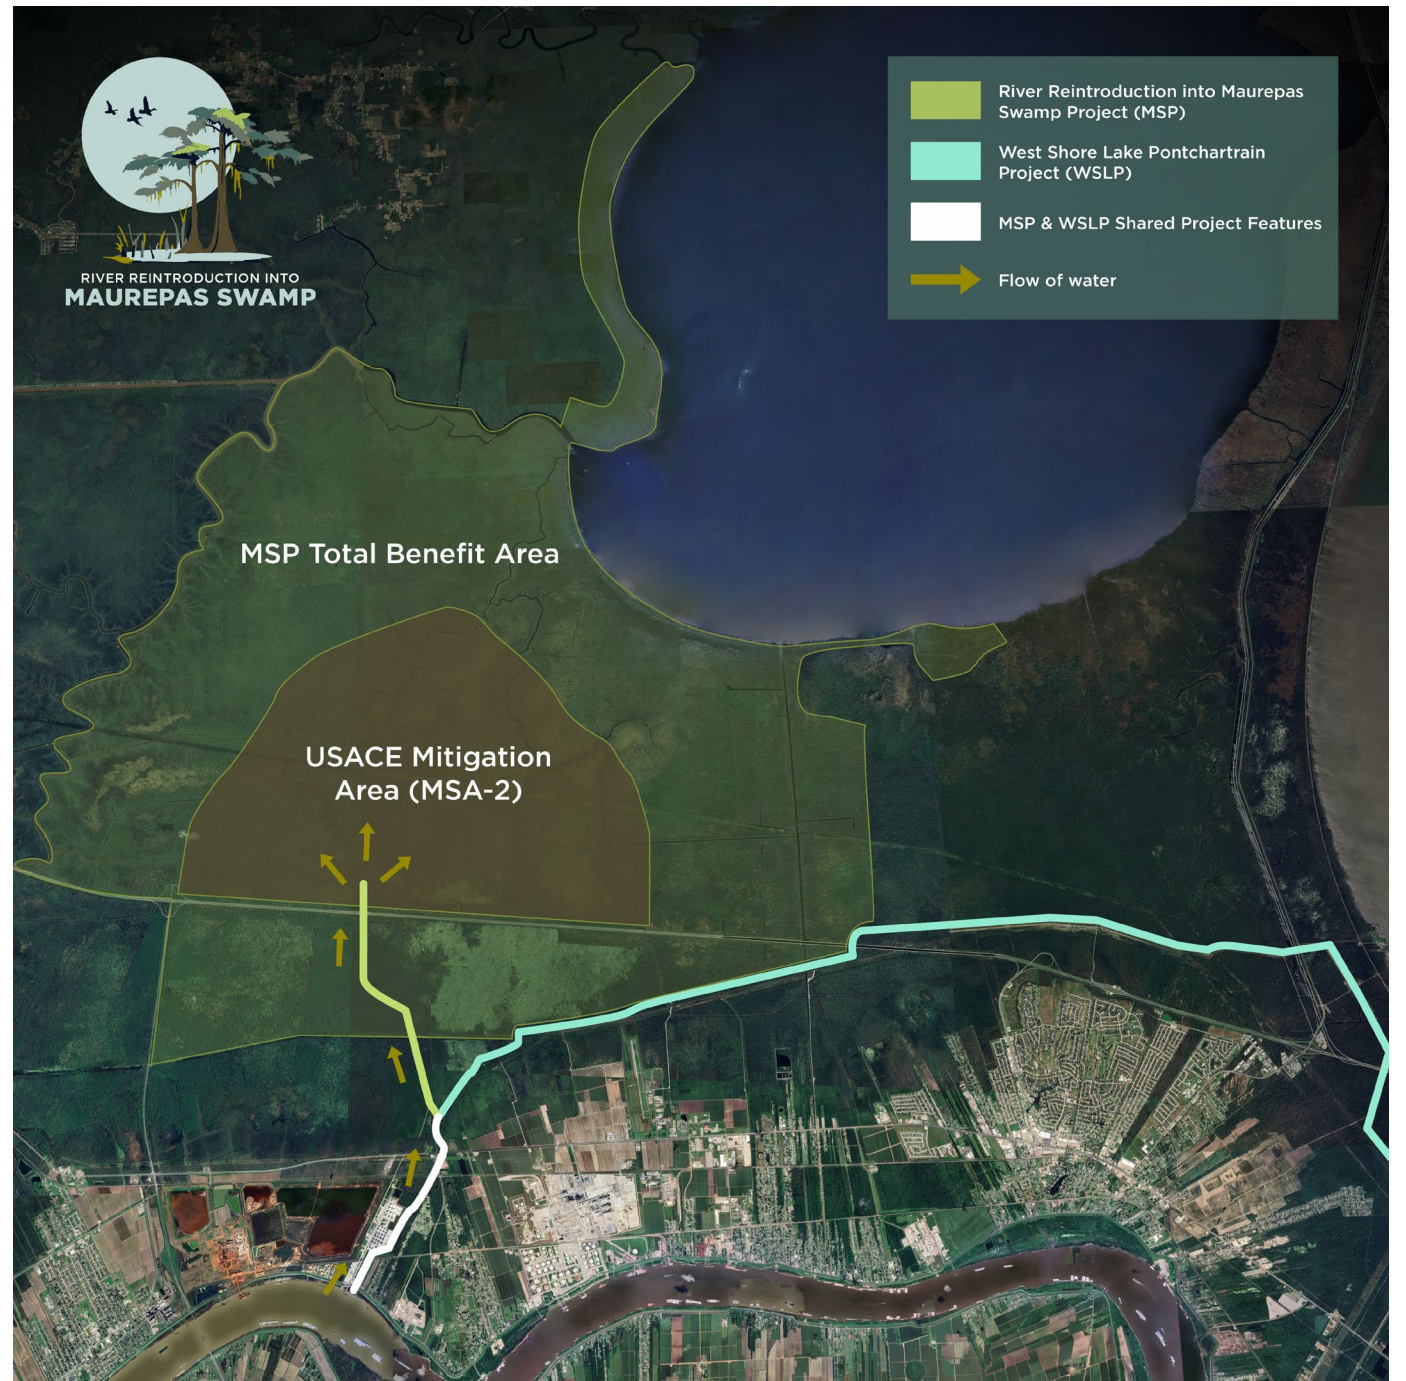 RIVER REINTRODUCTION INTO
MAUREPAS SWAMP
River Reintroduction into Maurepas
Swamp Project (MSP)
West Shore Lake Pontchartrain
Project (WSLP)
MSP & WSLP Shared Project Features
Flow of water
MSP Total Benefit Area
USACE Mitigation
Area (MSA-2)